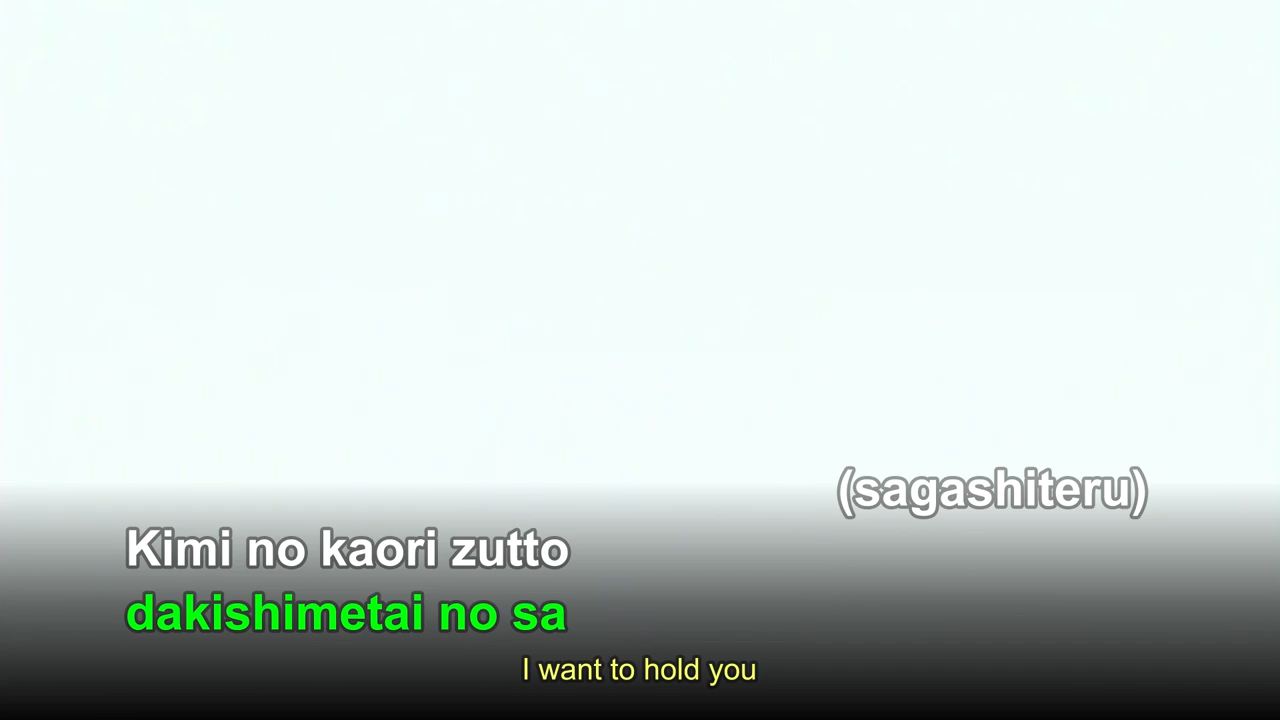 (sagashiteru)
Kimi no kaori zutto
dakishimetai no sa
I want to hold you